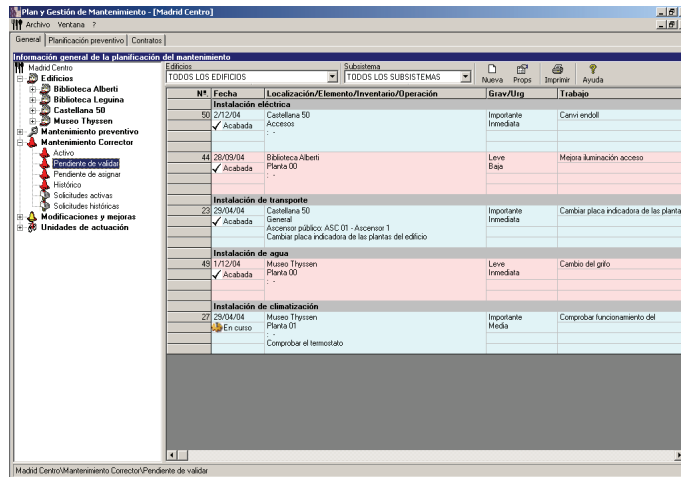 Plan y Gestión de Mantenimiento - [Madrid Centro]
Archivo Ventana ?
General Planificación preventivo Contratos
Información general de la planificación del mantenimiento
Madrid Centro
Edificios
Biblioteca Alberti
Biblioteca Leguina
Castellana 50
Museo Thyssen
Mantenimiento preventivo
Mantenimiento Corrector
Activo
Pendiente de validar
Pendiente de asignar
Histórico
Solicitudes activas
Solicitudes históricas
Modificaciones y mejoras
Unidades de actuación
Edificios Subsistema
TODOS LOS EDIFICIOS TODOS LOS SUBSISTEMAS
Nueva Props Imprimir Ayuda
Nº. Fecha Localización/Elemento/Inventario/Operación Grav/Urg Trabajo
Instalación eléctrica
50 2/12/04 Castellana 50 Importante Canvi endoll
Acabada Accesos Inmediata
: -
44 28/09/04 Biblioteca Alberti Leve Mejora iluminación acceso
Acabada Planta 00 Baja
: -
Instalación de transporte
23 29/04/04 Castellana 50 Importante Cambiar placa indicadora de las planta
Acabada General Inmediata
Ascensor público: ASC 01 - Ascensor 1
Cambiar placa indicadora de las plantas del edificio
Instalación de agua
49 1/12/04 Museo Thyssen Leve Cambio del grifo
Acabada Planta 00 Inmediata
: -
Instalación de climatización
27 29/04/04 Museo Thyssen Importante Comprobar funcionamiento del
En curso Planta 01 Media
: -
Comprobar el termostato
Madrid Centro\Mantenimiento Corrector\Pendiente de validar